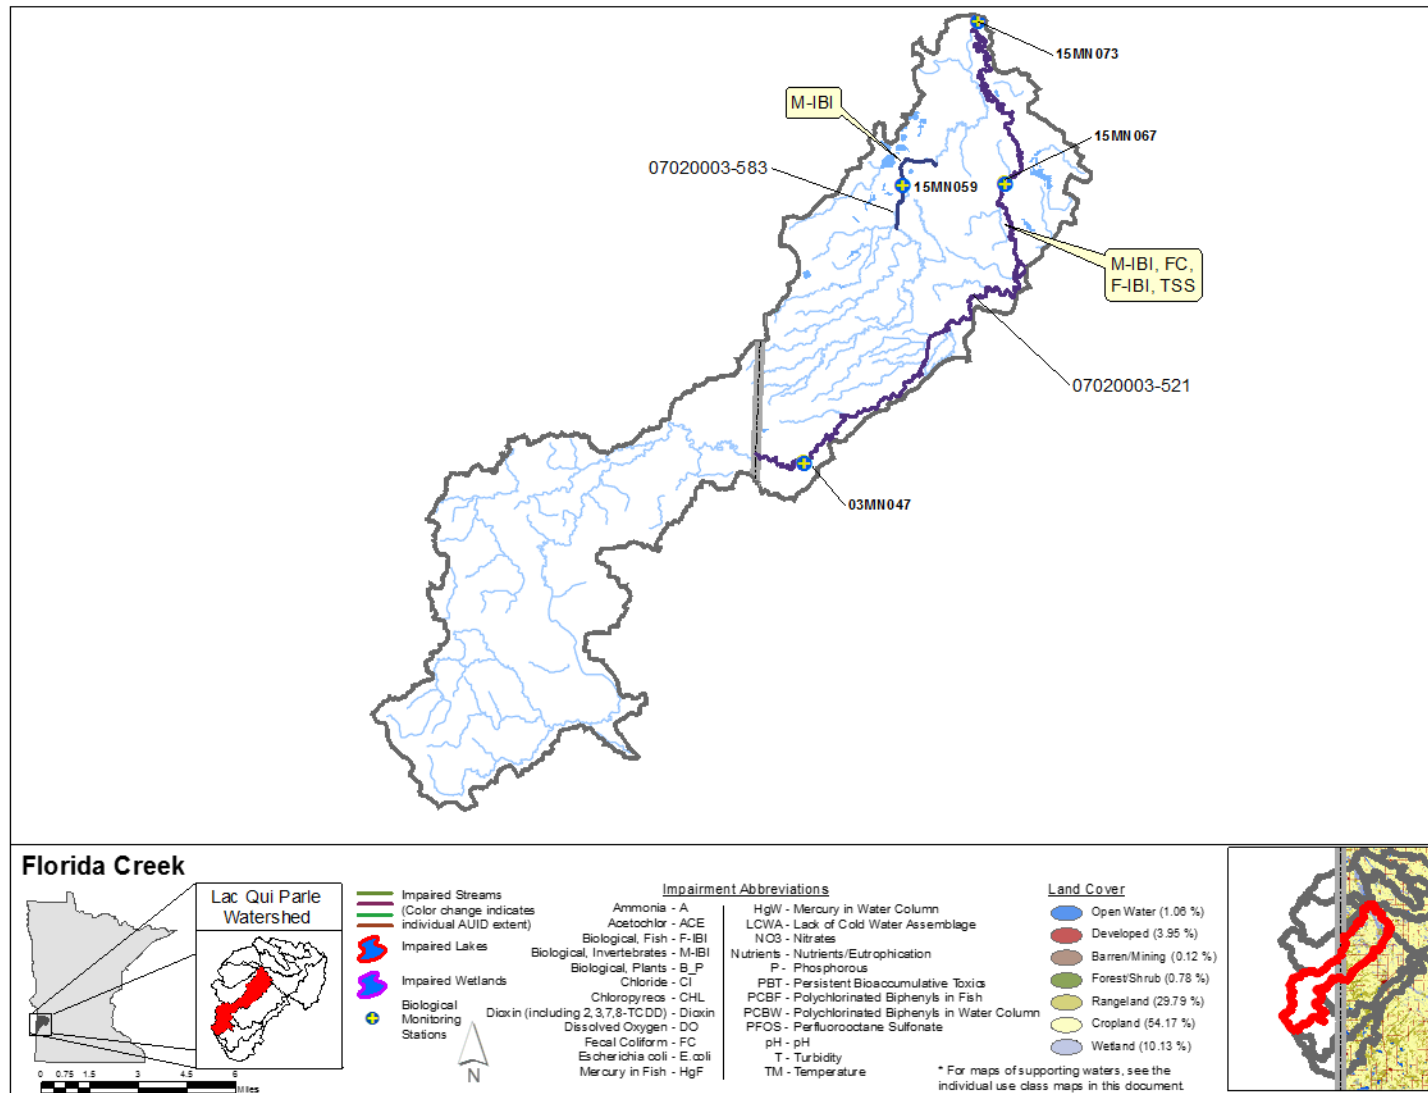 15MN073
M-IBI
15MN067
07020003-583
15MN059
M-IBI, FC,
F-IBI, TSS
07020003-521
03MN047
Florida Creek
Lac Qui Parle
Watershed
0 0.75 1.5 3 4.5 6
Miles
Impaired Streams
(Color change indicates
individual AUID extent)
Impaired Lakes
Impaired Wetlands
Biological
Monitoring
Stations
N
Impairment Abbreviations
Ammonia - A
Acetochlor - ACE
Biological, Fish - F-IBI
Biological, Invertebrates - M-IBI
Biological, Plants - B_P
Chloride - Cl
Chloropyreos - CHL
Dioxin (including 2,3,7,8-TCDD) - Dioxin
Dissolved Oxygen - DO
Fecal Coliform - FC
Escherichia coli - E.coli
Mercury in Fish - HgF
HgW - Mercury in Water Column
LCWA - Lack of Cold Water Assemblage
NO3 - Nitrates
Nutrients - Nutrients/Eutrophication
P - Phosphorous
PBT - Persistent Bioaccumulative Toxics
PCBF - Polychlorinated Biphenyls in Fish
PCBW - Polychlorinated Biphenyls in Water Column
PFOS - Perfluorooctane Sulfonate
pH - pH
T - Turbidity
TM - Temperature
Land Cover
Open Water (1.06 %)
Developed (3.95 %)
Barren/Mining (0.12 %)
Forest/Shrub (0.78 %)
Rangeland (29.79 %)
Cropland (54.17 %)
Wetland (10.13 %)
* For maps of supporting waters, see the
individual use class maps in this document.